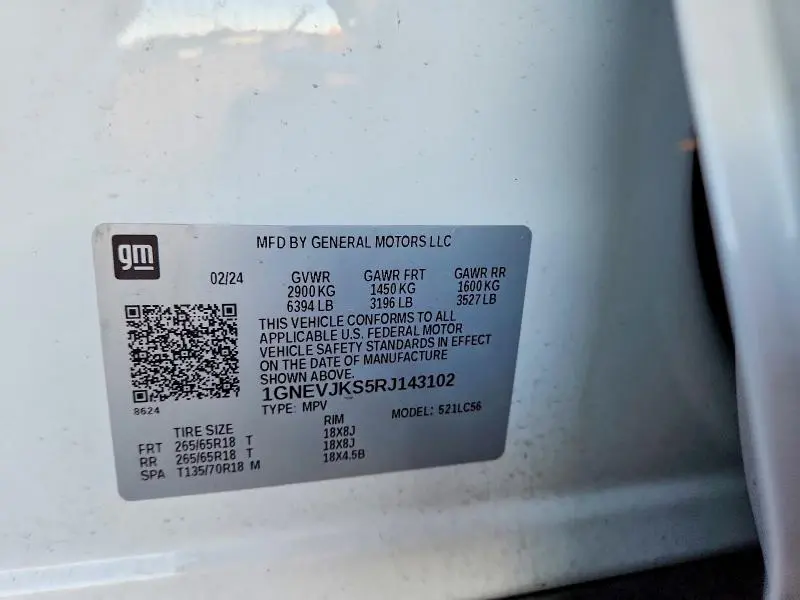 gm
MFD BY GENERAL MOTORS LLC
02/24 GVWR GAWR FRT GAWR RR
2900 KG 1450 KG 1600 KG
6394 LB 3196 LB 3527 LB
THIS VEHICLE CONFORMS TO ALL
APPLICABLE U.S. FEDERAL MOTOR
VEHICLE SAFETY STANDARDS IN EFFECT
ON THE DATE OF MANUFACTURE
SHOWN ABOVE.
1GNEVJKS5RJ143102
8624
TYPE: MPV MODEL: 521LC56
TIRE SIZE RIM
FRT 265/65R18 T 18X8J
RR 265/65R18 T 18X8J
SPA T135/70R18 M 18X4.5B